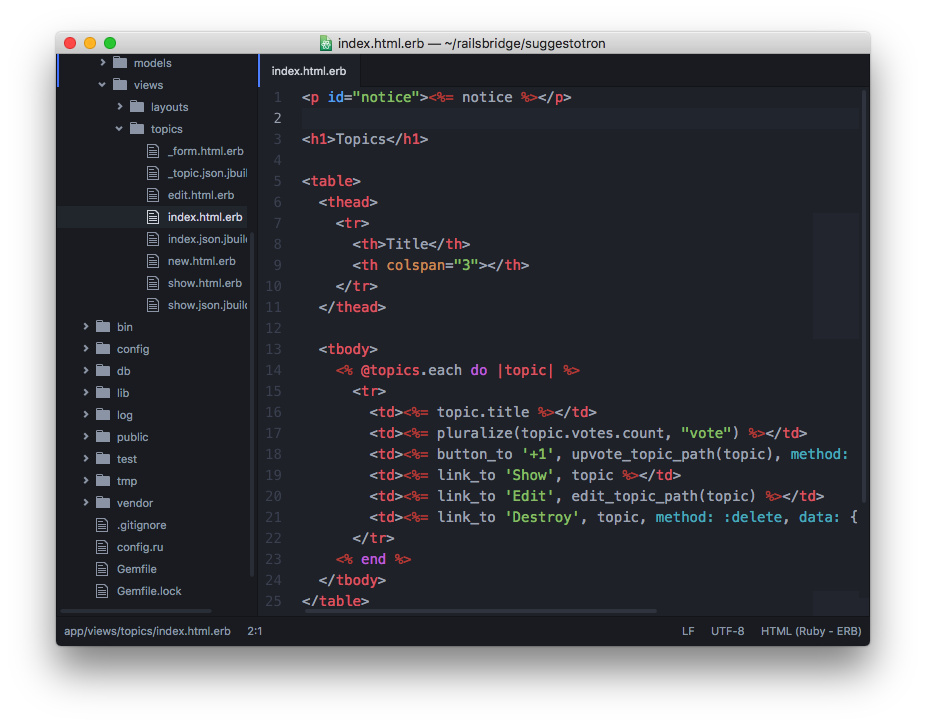 index.html.erb — ~/railsbridge/suggestotron
models
views
layouts
topics
_form.html.erb
_topic.json.jbuil
edit.html.erb
index.html.erb
index.json.jbuil
new.html.erb
show.html.erb
show.json.jbuil
bin
config
db
lib
log
public
test
tmp
vendor
.gitignore
config.ru
Gemfile
Gemfile.lock
index.html.erb
1 <p id="notice"><%= notice %></p>
2
3 <h1>Topics</h1>
4
5 <table>
6   <thead>
7     <tr>
8       <th>Title</th>
9       <th colspan="3"></th>
10     </tr>
11   </thead>
12
13   <tbody>
14     <% @topics.each do |topic| %>
15       <tr>
16         <td><%= topic.title %></td>
17         <td><%= pluralize(topic.votes.count, "vote") %></td>
18         <td><%= button_to '+1', upvote_topic_path(topic), method:
19         <td><%= link_to 'Show', topic %></td>
20         <td><%= link_to 'Edit', edit_topic_path(topic) %></td>
21         <td><%= link_to 'Destroy', topic, method: :delete, data: {
22       </tr>
23     <% end %>
24   </tbody>
25 </table>
app/views/topics/index.html.erb 2:1 LF UTF-8 HTML (Ruby - ERB)